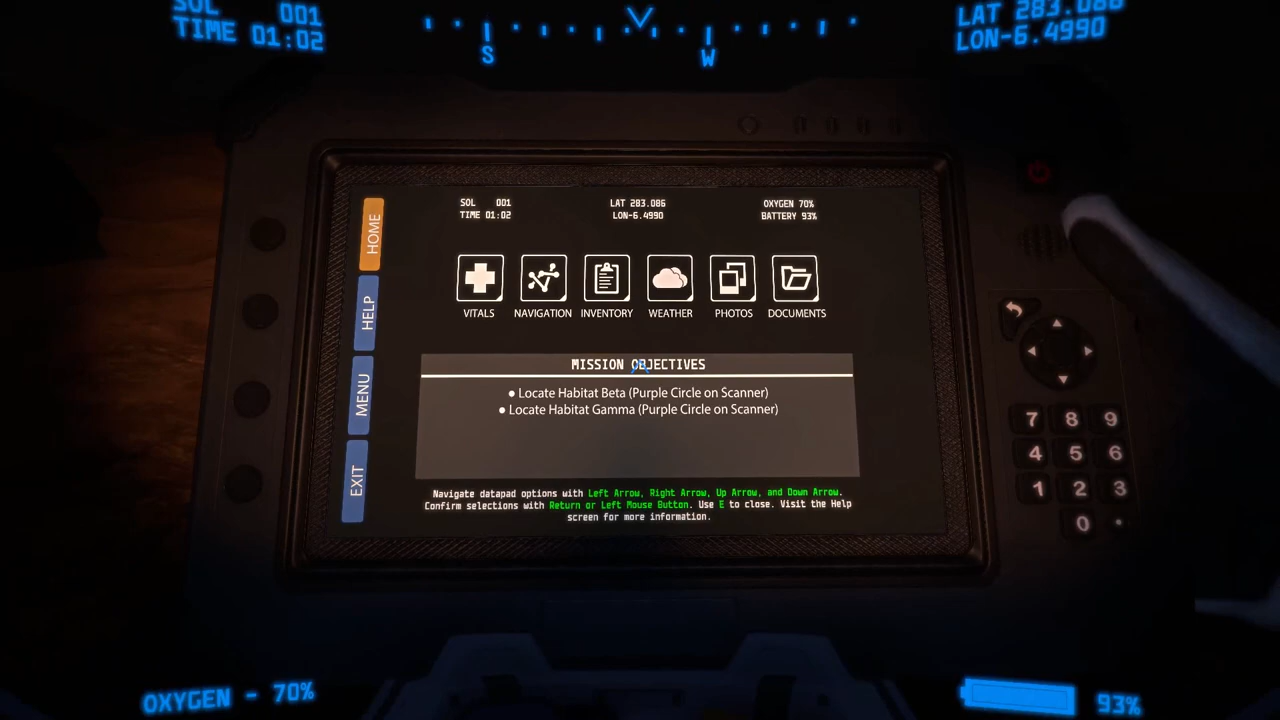 SOL 001
TIME 01:02
S
W
LAT 283.086
LON-6.4990
SOL 001
TIME 01:02
LAT 283.086
LON-6.4990
OXYGEN 70%
BATTERY 93%
HOME
HELP
MENU
EXIT
VITALS
NAVIGATION
INVENTORY
WEATHER
PHOTOS
DOCUMENTS
MISSION OBJECTIVES
● Locate Habitat Beta (Purple Circle on Scanner)
● Locate Habitat Gamma (Purple Circle on Scanner)
Navigate datapad options with Left Arrow, Right Arrow, Up Arrow, and Down Arrow.
Confirm selections with Return or Left Mouse Button. Use E to close. Visit the Help
screen for more information.
7 8 9
4 5 6
1 2 3
0 .
OXYGEN - 70%
93%